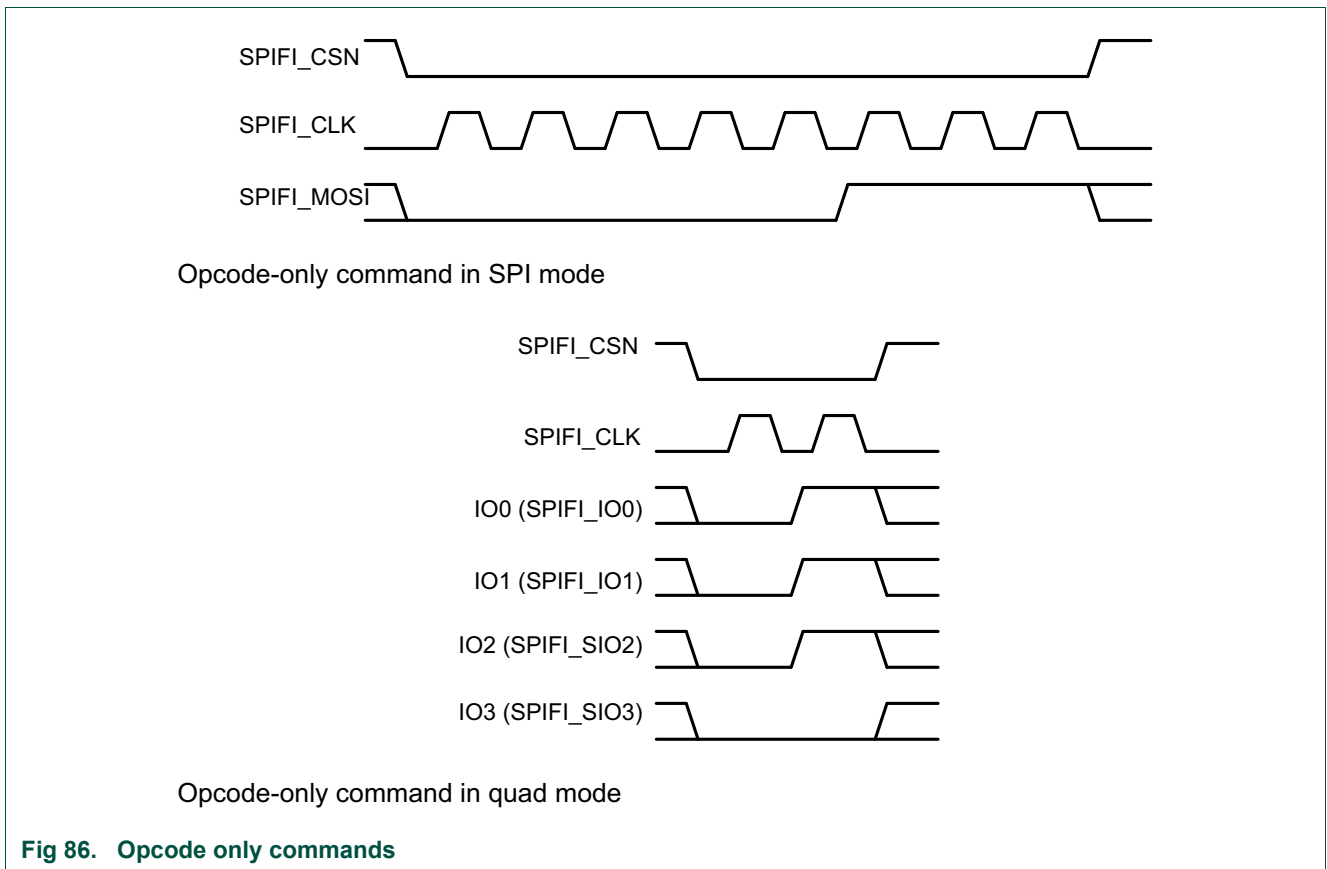 SPIFI_CSN
SPIFI_CLK
SPIFI_MOSI
Opcode-only command in SPI mode
SPIFI_CSN
SPIFI_CLK
IO0 (SPIFI_IO0)
IO1 (SPIFI_IO1)
IO2 (SPIFI_SIO2)
IO3 (SPIFI_SIO3)
Opcode-only command in quad mode
Fig 86. Opcode only commands